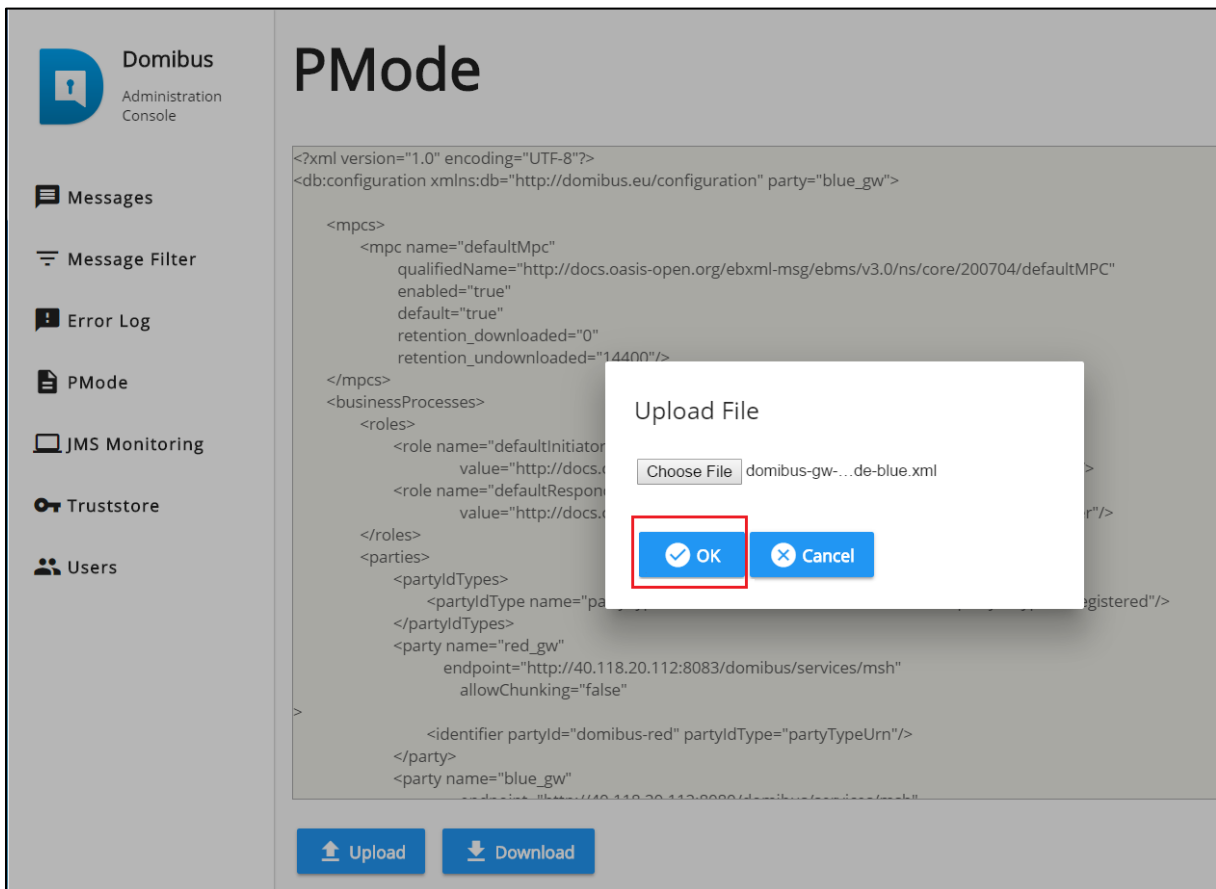 Domibus
Administration
Console
Messages
Message Filter
Error Log
PMode
JMS Monitoring
Truststore
Users
PMode
<?xml version="1.0" encoding="UTF-8"?>
<db:configuration xmlns:db="http://domibus.eu/configuration" party="blue_gw">
<mpcs>
<mpc name="defaultMpc"
qualifiedName="http://docs.oasis-open.org/ebxml-msg/ebms/v3.0/ns/core/200704/defaultMPC"
enabled="true"
default="true"
retention_downloaded="0"
retention_undownloaded="14400"/>
</mpcs>
<businessProcesses>
<roles>
<role name="defaultInitiator
value="http://docs. >
<role name="defaultRespon
value="http://docs. r"/>
</roles>
<parties>
<partyIdTypes>
<partyIdType name="pa egistered"/>
</partyIdTypes>
<party name="red_gw"
endpoint="http://40.118.20.112:8083/domibus/services/msh"
allowChunking="false"
>
<identifier partyId="domibus-red" partyIdType="partyTypeUrn"/>
</party>
<party name="blue_gw"
Upload File
Choose File domibus-gw-...de-blue.xml
OK Cancel
Upload Download